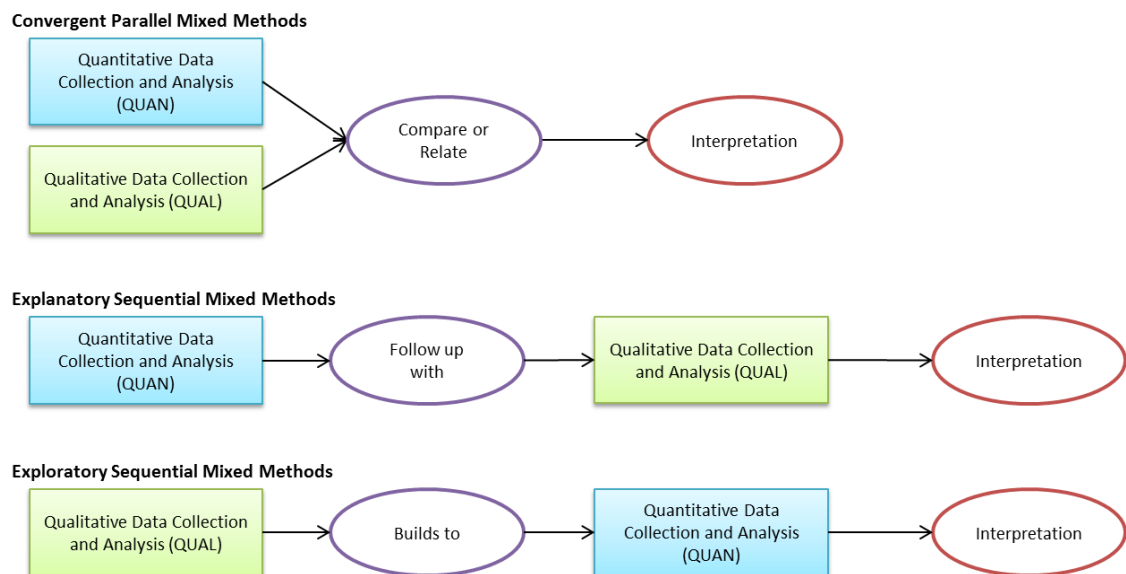 Convergent Parallel Mixed Methods
Quantitative Data
Collection and Analysis
(QUAN)
Qualitative Data Collection
and Analysis (QUAL)
Compare or
Relate
Interpretation
Explanatory Sequential Mixed Methods
Quantitative Data
Collection and Analysis
(QUAN)
Follow up
with
Qualitative Data Collection
and Analysis (QUAL)
Interpretation
Exploratory Sequential Mixed Methods
Qualitative Data Collection
and Analysis (QUAL)
Builds to
Quantitative Data
Collection and Analysis
(QUAN)
Interpretation